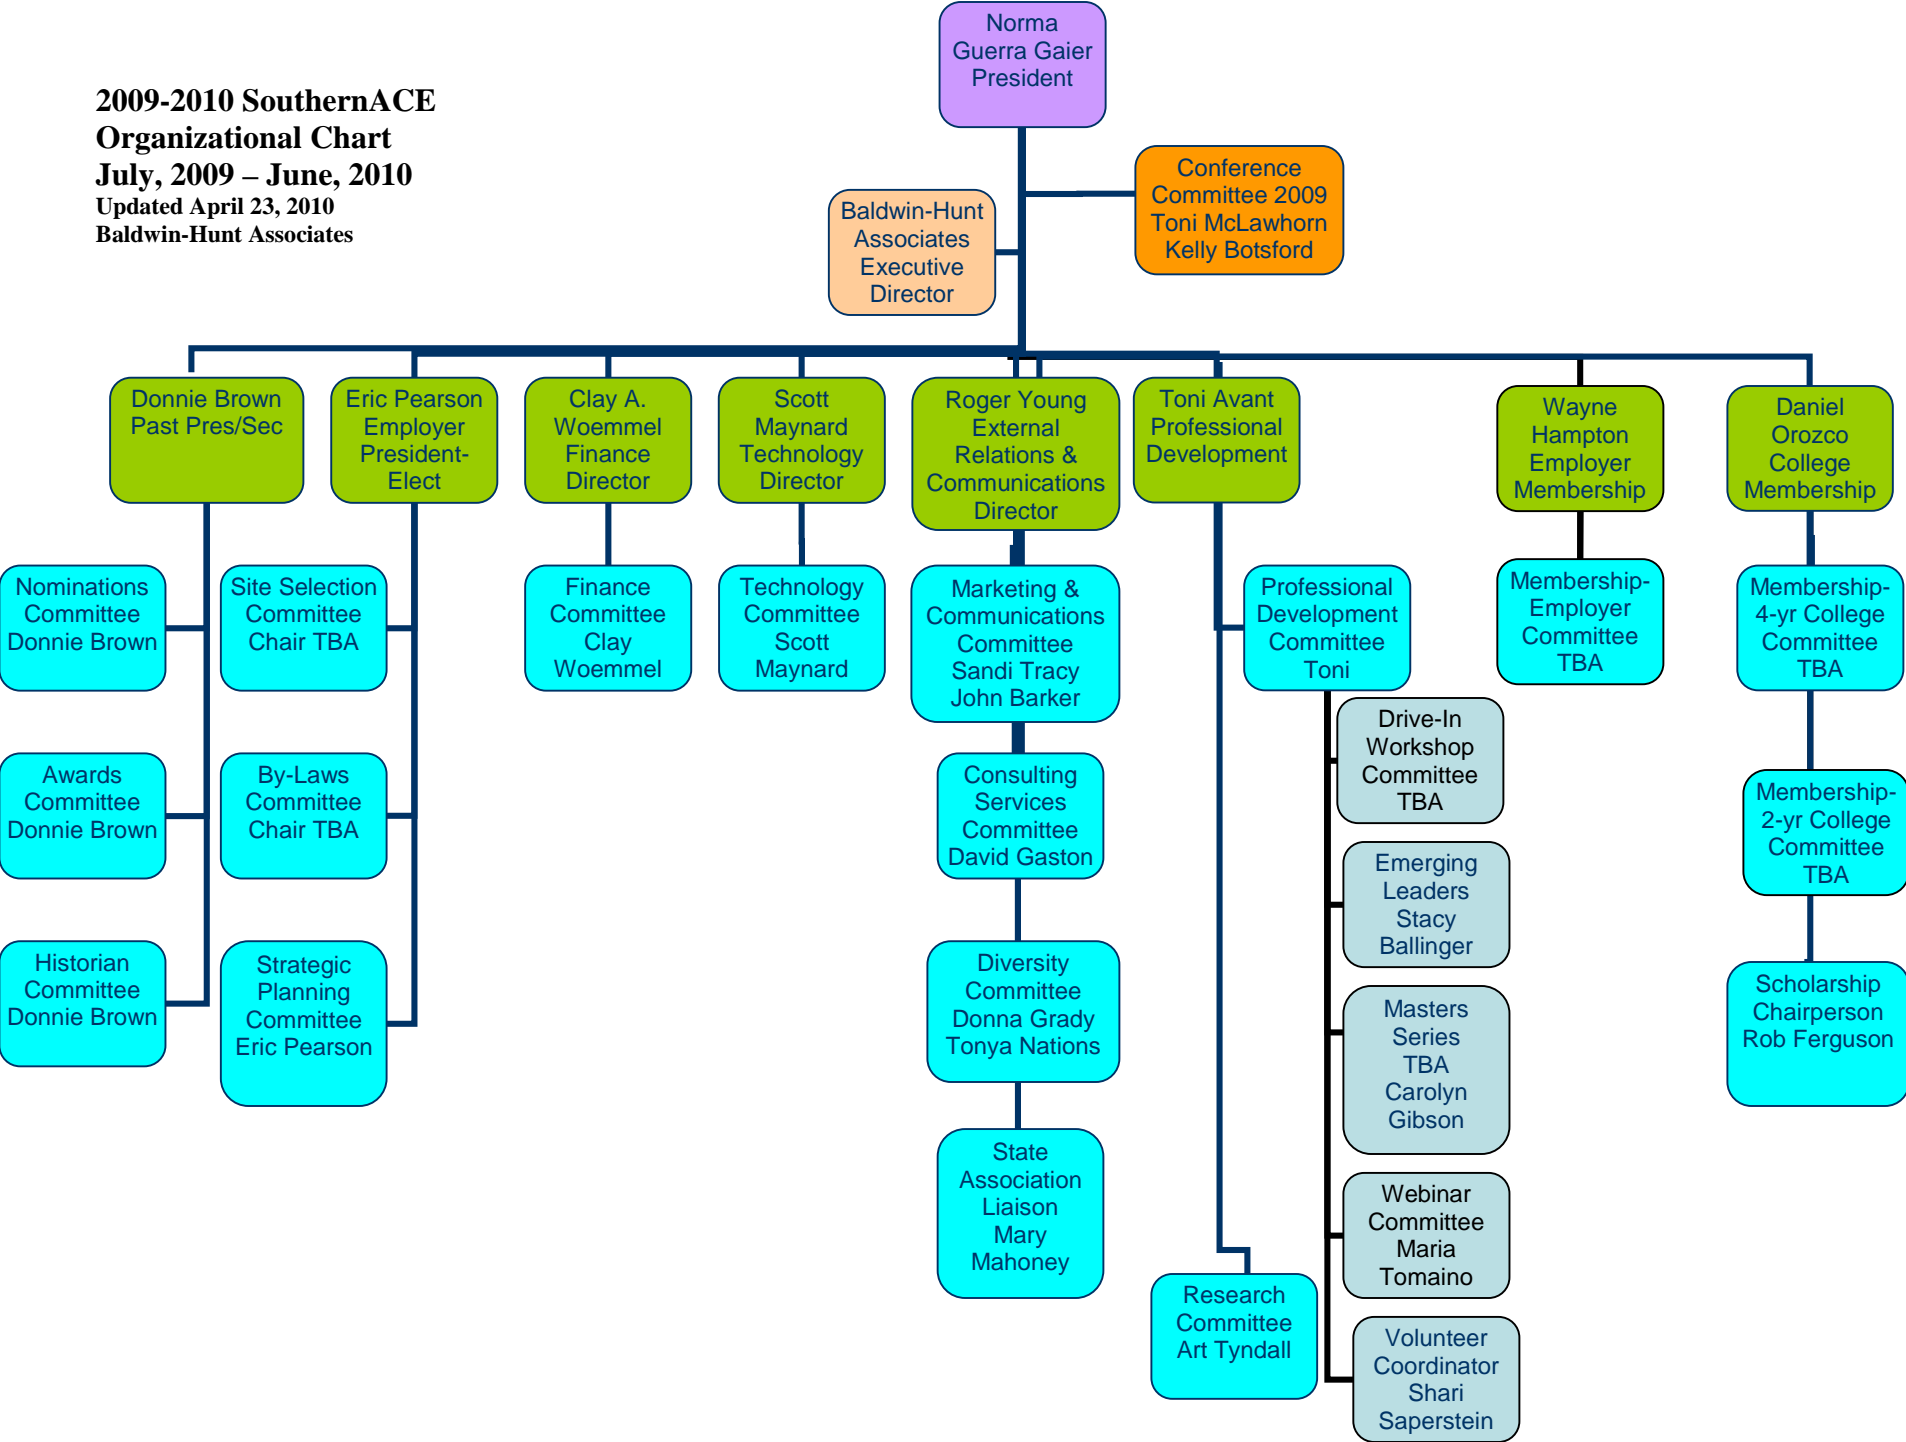 Norma
Guerra Gaier
President
2009-2010 SouthernACE
Organizational Chart
July, 2009 – June, 2010
Updated April 23, 2010
Baldwin-Hunt Associates
Conference
Committee 2009
Toni McLawhorn
Kelly Botsford
Baldwin-Hunt
Associates
Executive
Director
Donnie Brown
Past Pres/Sec
Eric Pearson
Employer
President-
Elect
Clay A.
Woemmel
Finance
Director
Scott
Maynard
Technology
Director
Roger Young
External
Relations &
Communications
Director
Toni Avant
Professional
Development
Wayne
Hampton
Employer
Membership
Daniel
Orozco
College
Membership
Nominations
Committee
Donnie Brown
Site Selection
Committee
Chair TBA
Finance
Committee
Clay
Woemmel
Technology
Committee
Scott
Maynard
Marketing &
Communications
Committee
Sandi Tracy
John Barker
Professional
Development
Committee
Toni
Membership-
Employer
Committee
TBA
Membership-
4-yr College
Committee
TBA
Drive-In
Workshop
Committee
TBA
Awards
Committee
Donnie Brown
By-Laws
Committee
Chair TBA
Consulting
Services
Committee
David Gaston
Membership-
2-yr College
Committee
TBA
Emerging
Leaders
Stacy
Ballinger
Historian
Committee
Donnie Brown
Strategic
Planning
Committee
Eric Pearson
Diversity
Committee
Donna Grady
Tonya Nations
Scholarship
Chairperson
Rob Ferguson
Masters
Series
TBA
Carolyn
Gibson
State
Association
Liaison
Mary
Mahoney
Webinar
Committee
Maria
Tomaino
Research
Committee
Art Tyndall
Volunteer
Coordinator
Shari
Saperstein